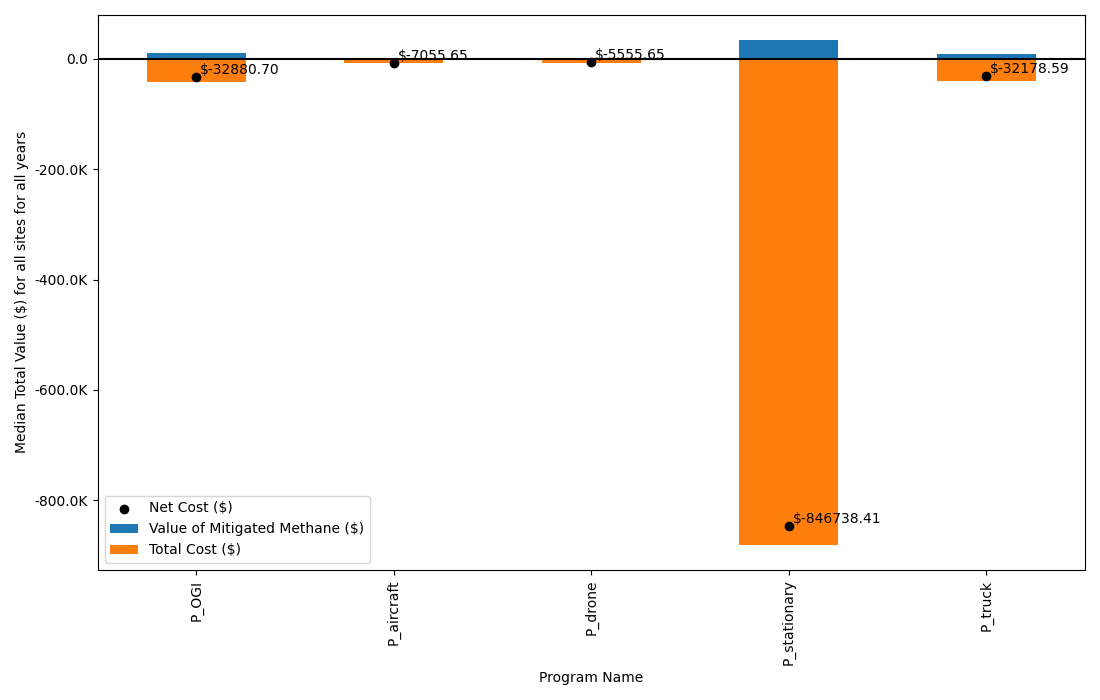 Median Total Value ($) for all sites for all years
0.0
-200.0K
-400.0K
-600.0K
-800.0K
$-32880.70
$-7055.65
$-5555.65
$-846738.41
$-32178.59
Net Cost ($)
Value of Mitigated Methane ($)
Total Cost ($)
P_OGI
P_aircraft
P_drone
P_stationary
P_truck
Program Name